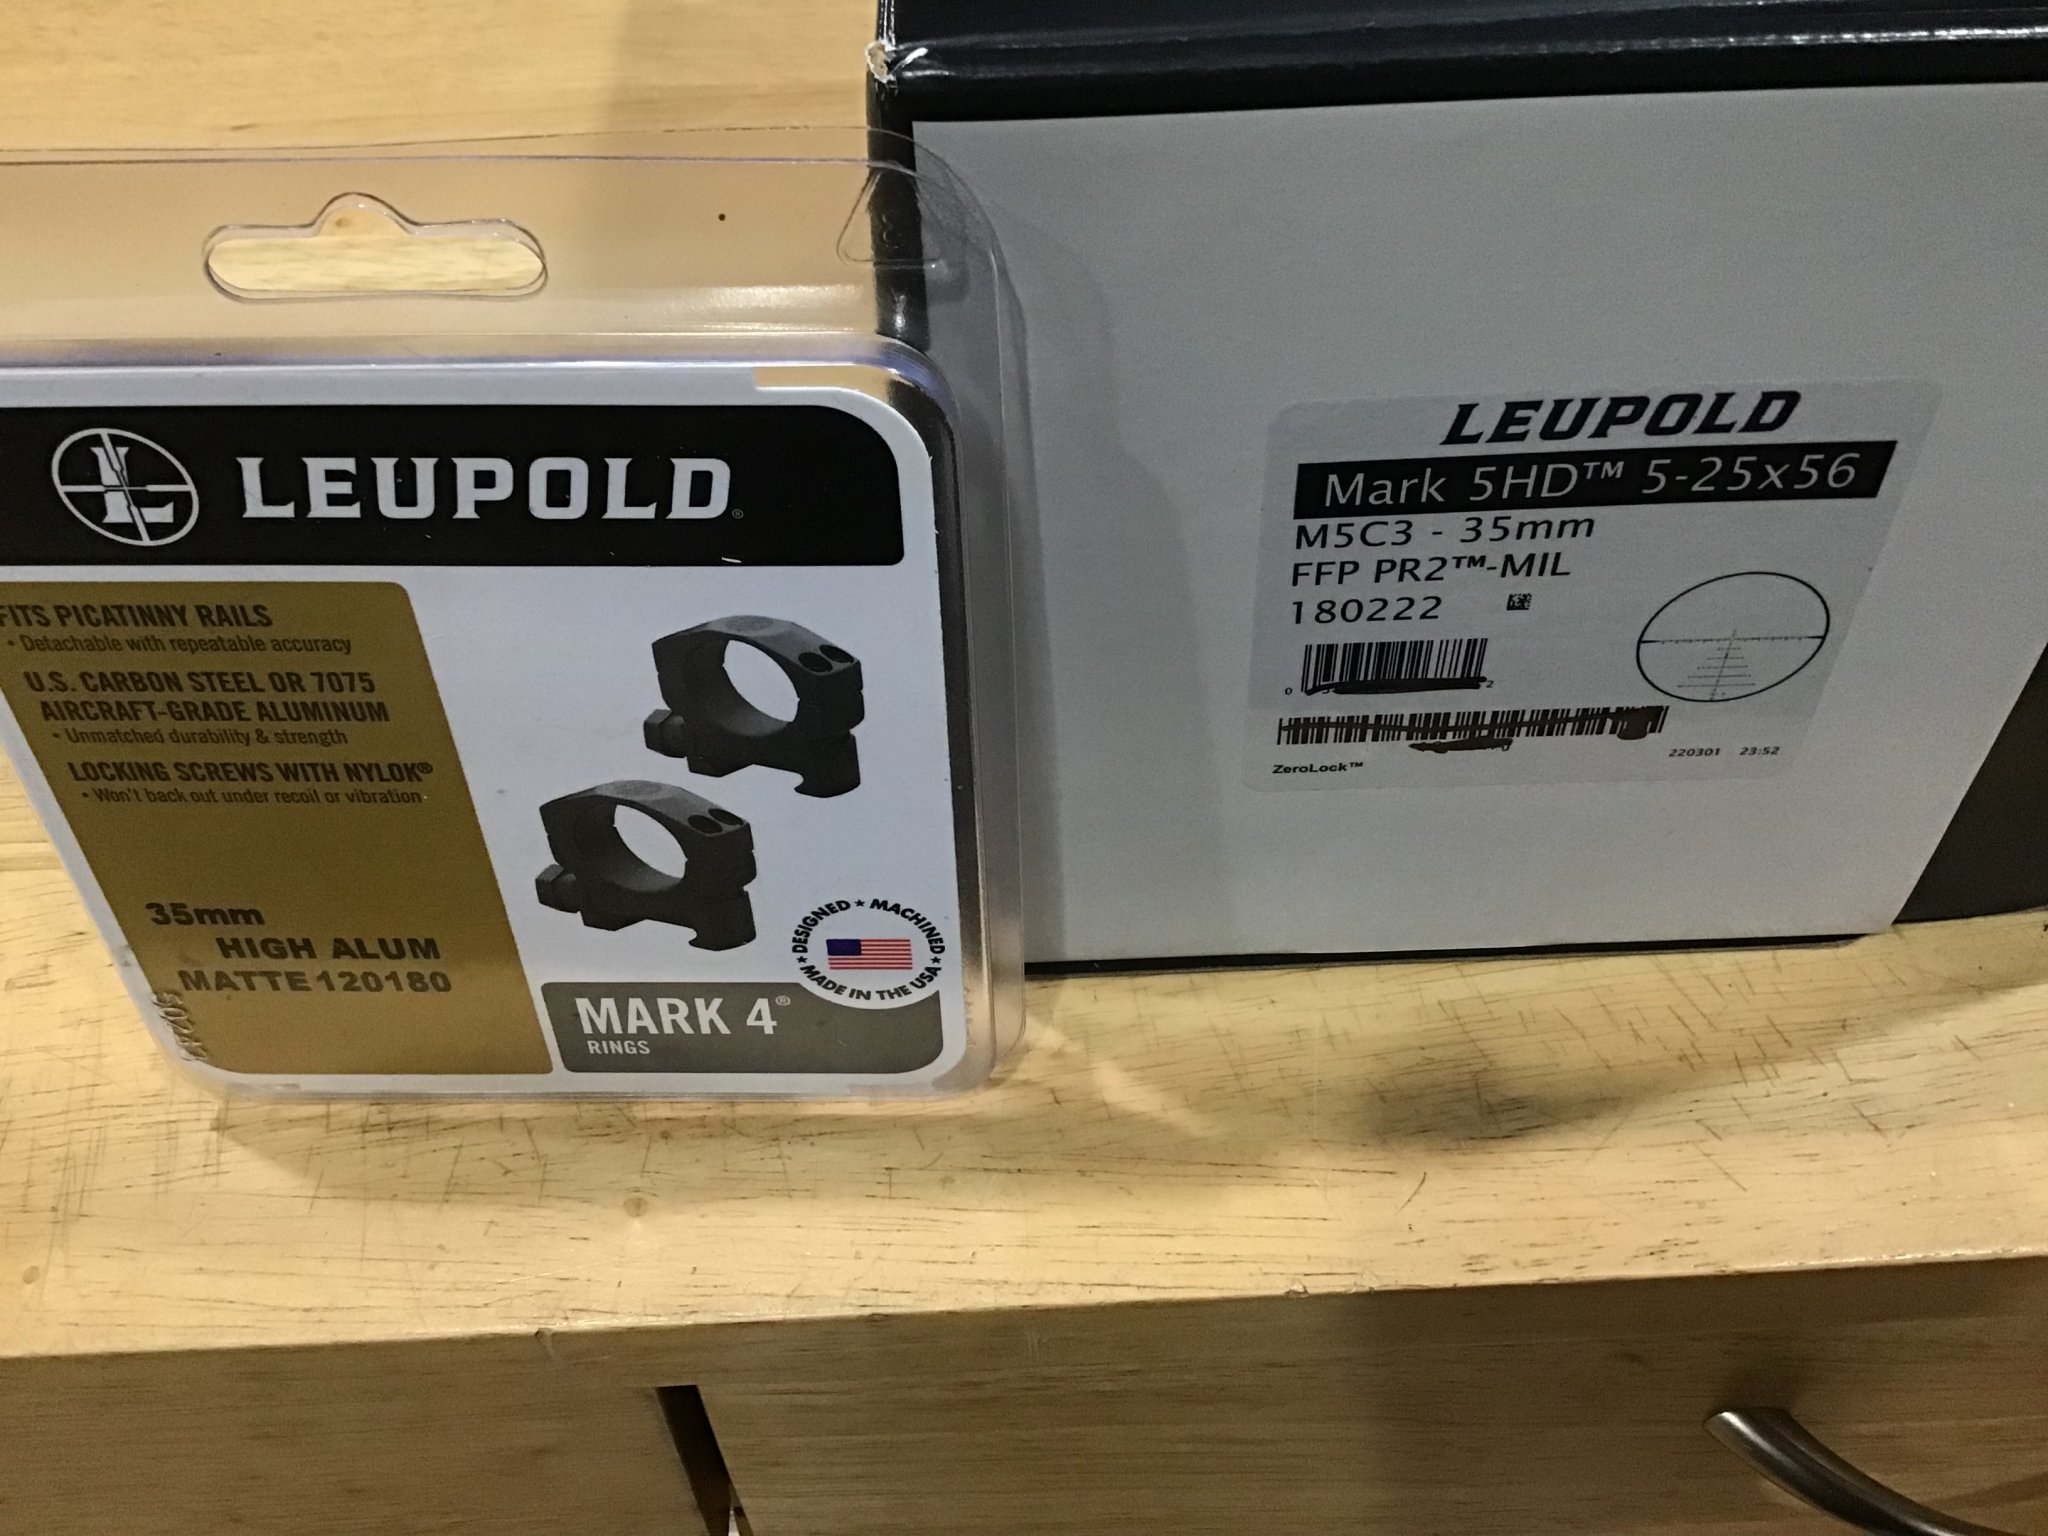 LEUPOLD®
FITS PICATINNY RAILS
• Detachable with repeatable accuracy
U.S. CARBON STEEL OR 7075
AIRCRAFT-GRADE ALUMINUM
• Unmatched durability & strength
LOCKING SCREWS WITH NYLOK®
• Won't back out under recoil or vibration
35mm
HIGH ALUM
MATTE 120180
DESIGNED ★ MACHINED ★ MADE IN THE USA ★
MARK 4®
RINGS
LEUPOLD
Mark 5HD™ 5-25x56
M5C3 - 35mm
FFP PR2™-MIL
180222
0 2
220301 23:52
ZeroLock™